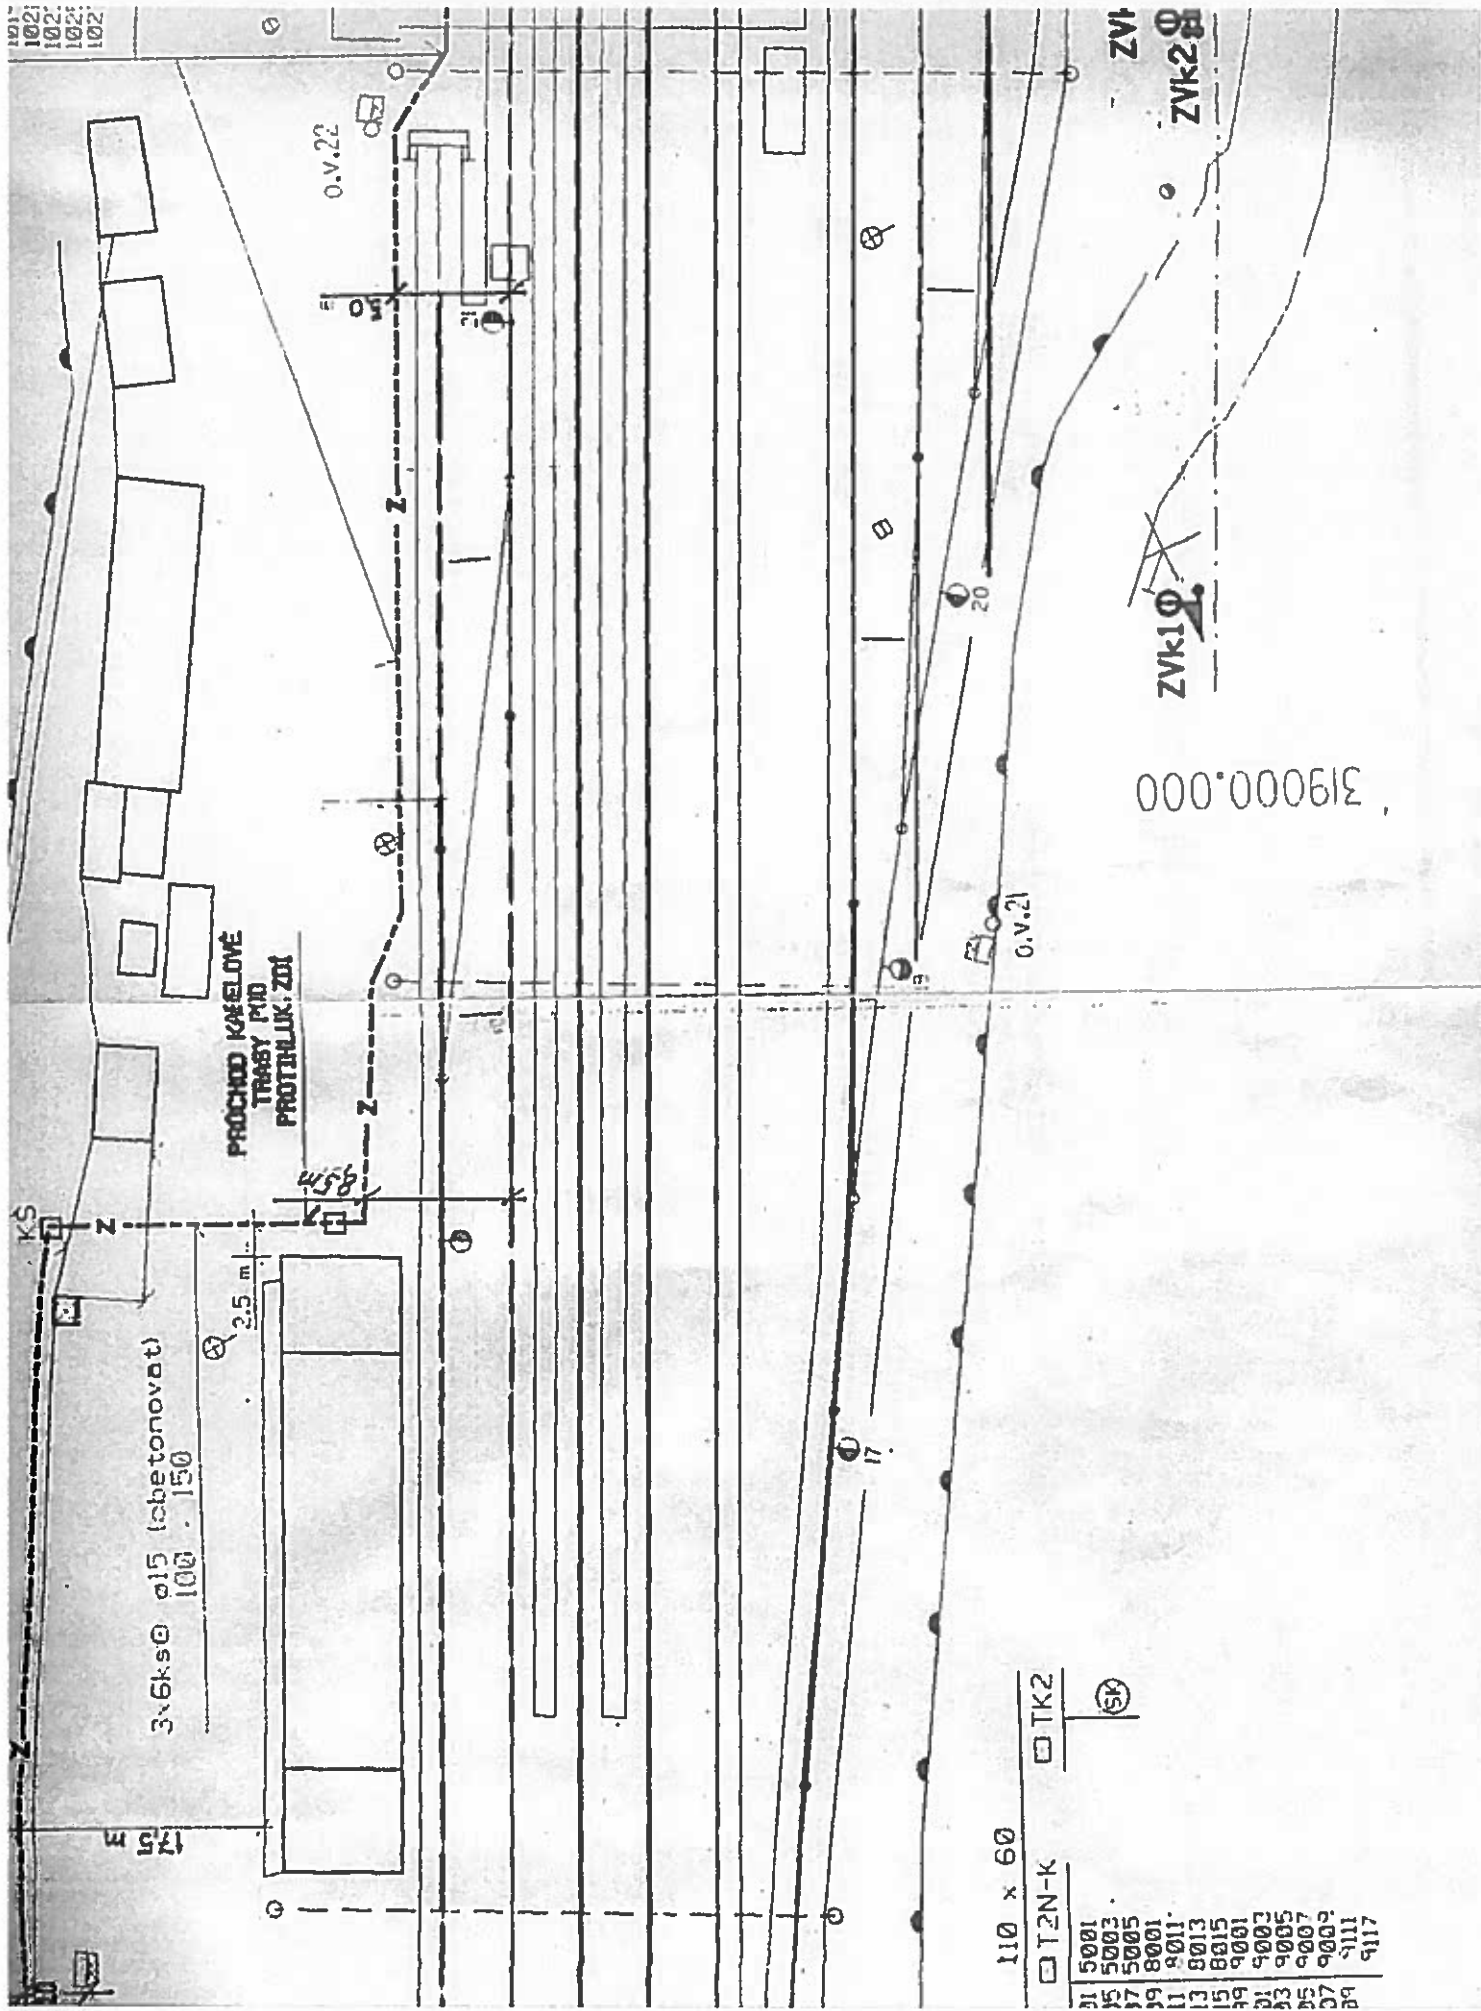 KŠ
Z
Z
Z
Z
PRŮCHOD KABELOVÉ
TRASY POD
PROTIHLUK. ZDÍ
3x6ks ø15 (obetonovat)
100 . 150
2.5 m
17,5 m
8,5m
5,0
O.V.22
21
20
17
O.V.21
ZVk1
ZVk2
319000.000
110 x 60
T2N-K
TK2
SK
5001
5003
5005
8001
8011
8013
8015
9001
9003
9005
9007
9009
9111
9117